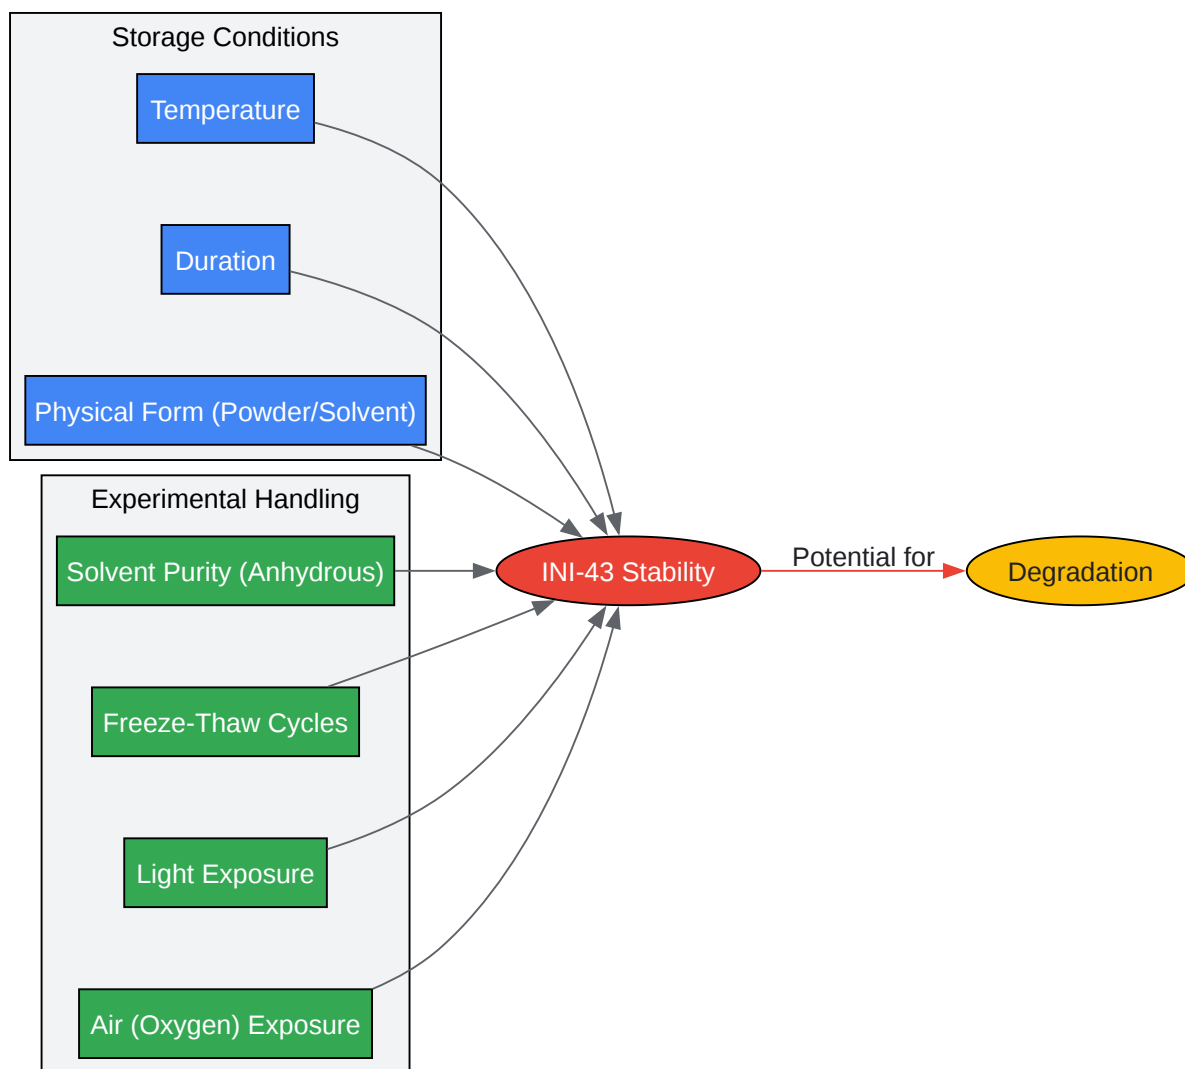 Storage Conditions
Temperature
Duration
Physical Form (Powder/Solvent)
Experimental Handling
Solvent Purity (Anhydrous)
Freeze-Thaw Cycles
Light Exposure
Air (Oxygen) Exposure
INI-43 Stability
Potential for
Degradation